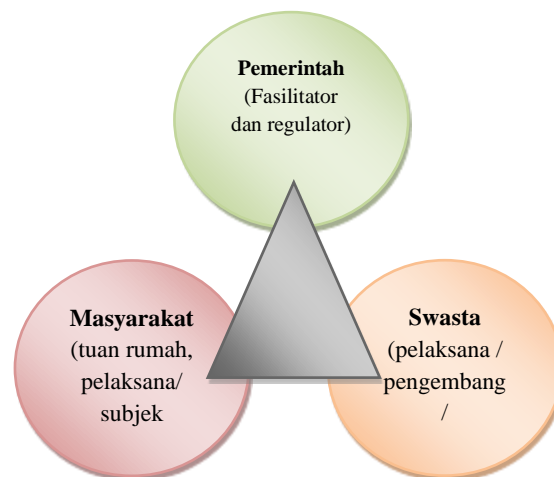 Pemerintah
(Fasilitator
dan regulator)
Masyarakat
(tuan rumah,
pelaksana/
subjek
Swasta
(pelaksana /
pengembang
/